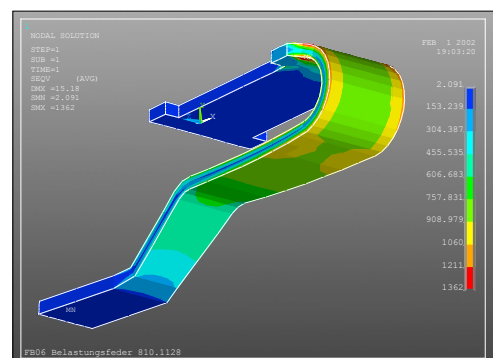 NODAL SOLUTION
STEP=1
SUB =1
TIME=1
SEQV (AVG)
DMX =15.18
SMN =2.091
SMX =1362
FEB 1 2002
19:03:20
2.091
153.239
304.387
455.535
606.683
757.831
908.979
1060
1211
1362
Y
X
MN
FB06 Belastungsfeder 810.1128